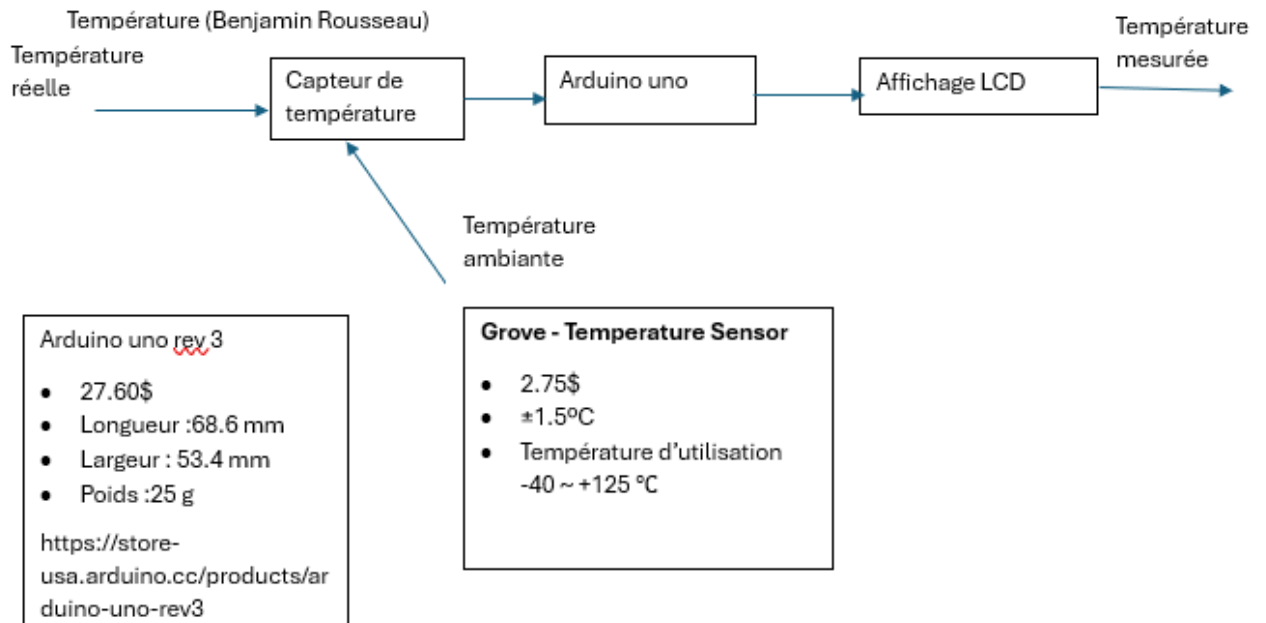 Température (Benjamin Rousseau)
Température
réelle
Capteur de
température
Arduino uno
Affichage LCD
Température
mesurée
Température
ambiante
Arduino uno rev 3
● 27.60$
● Longueur :68.6 mm
● Largeur : 53.4 mm
● Poids :25 g
https://store-
usa.arduino.cc/products/ar
duino-uno-rev3
Grove - Temperature Sensor
● 2.75$
● ±1.5ºC
● Température d’utilisation
-40 ~ +125 ℃